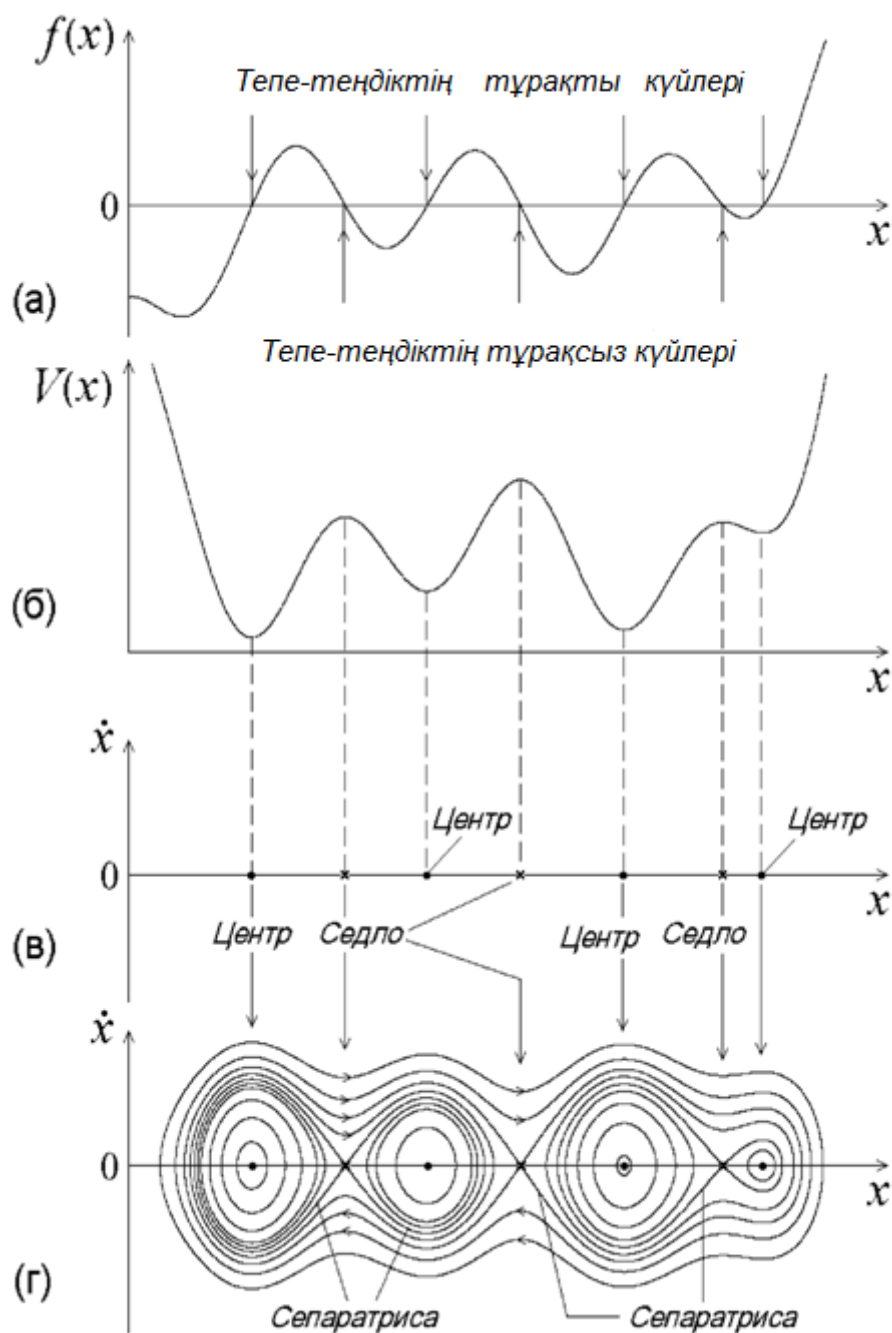 f(x)
Тепе-теңдіктің тұрақты күйлері
0
x
(а)
Тепе-теңдіктің тұрақсыз күйлері
V(x)
(б)
x
ẋ
Центр
Центр
0
x
Центр
Седло
Центр
Седло
(в)
ẋ
0
x
(г)
Сепаратриса
Сепаратриса